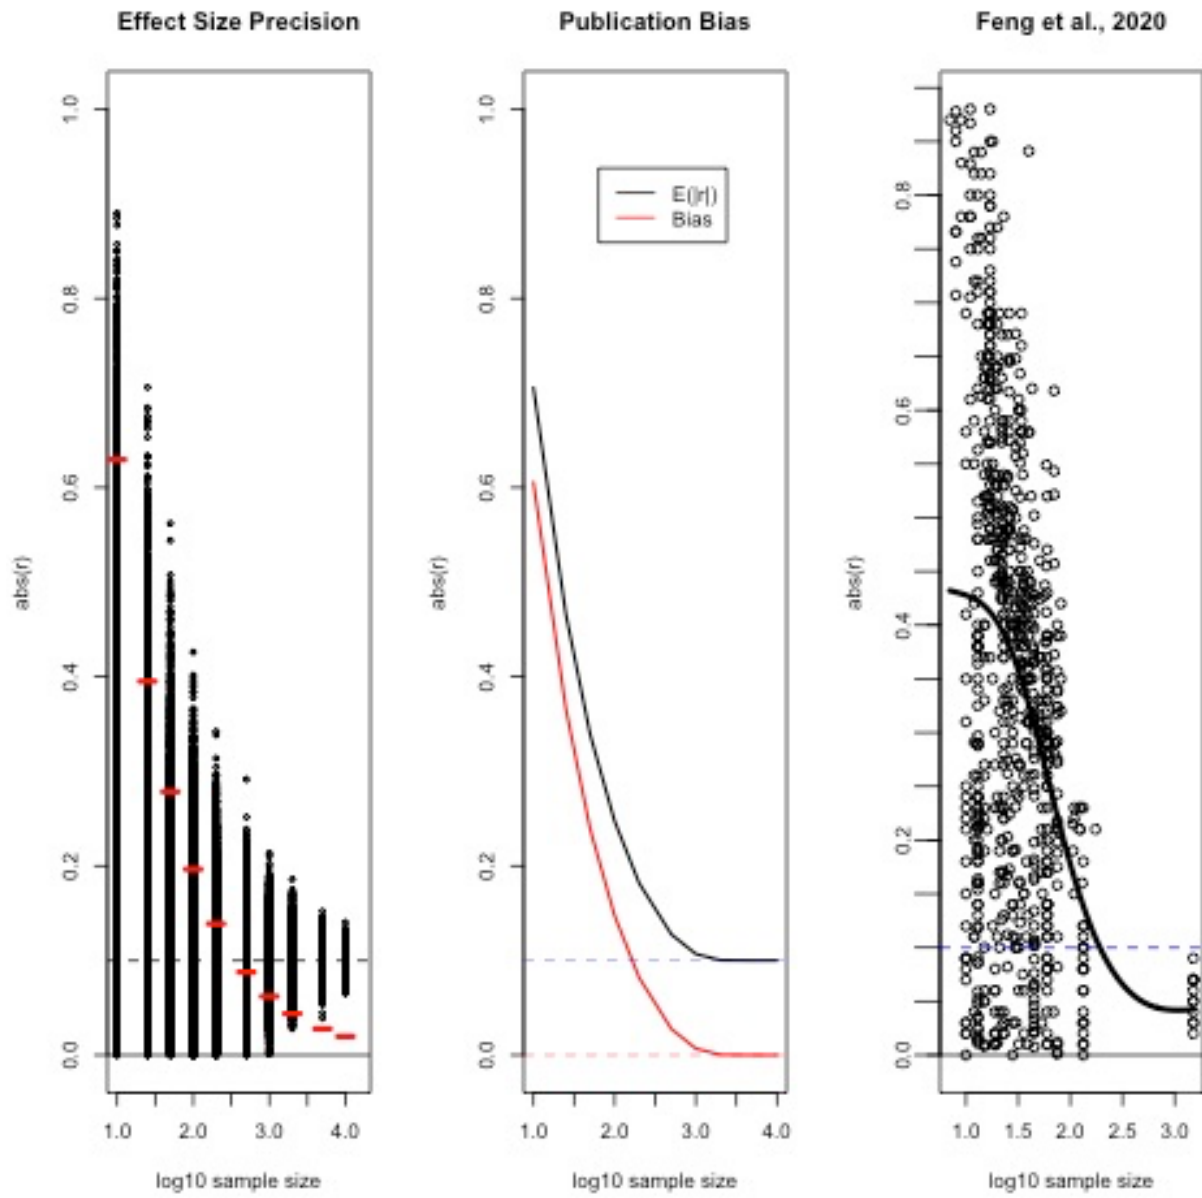 Effect Size Precision
abs(r)
1.0
0.8
0.6
0.4
0.2
0.0
1.0 2.0 3.0 4.0
log10 sample size
Publication Bias
abs(r)
1.0
0.8
0.6
0.4
0.2
0.0
E(|r|)
Bias
1.0 2.0 3.0 4.0
log10 sample size
Feng et al., 2020
abs(r)
0.8
0.6
0.4
0.2
0.0
1.0 1.5 2.0 2.5 3.0
log10 sample size